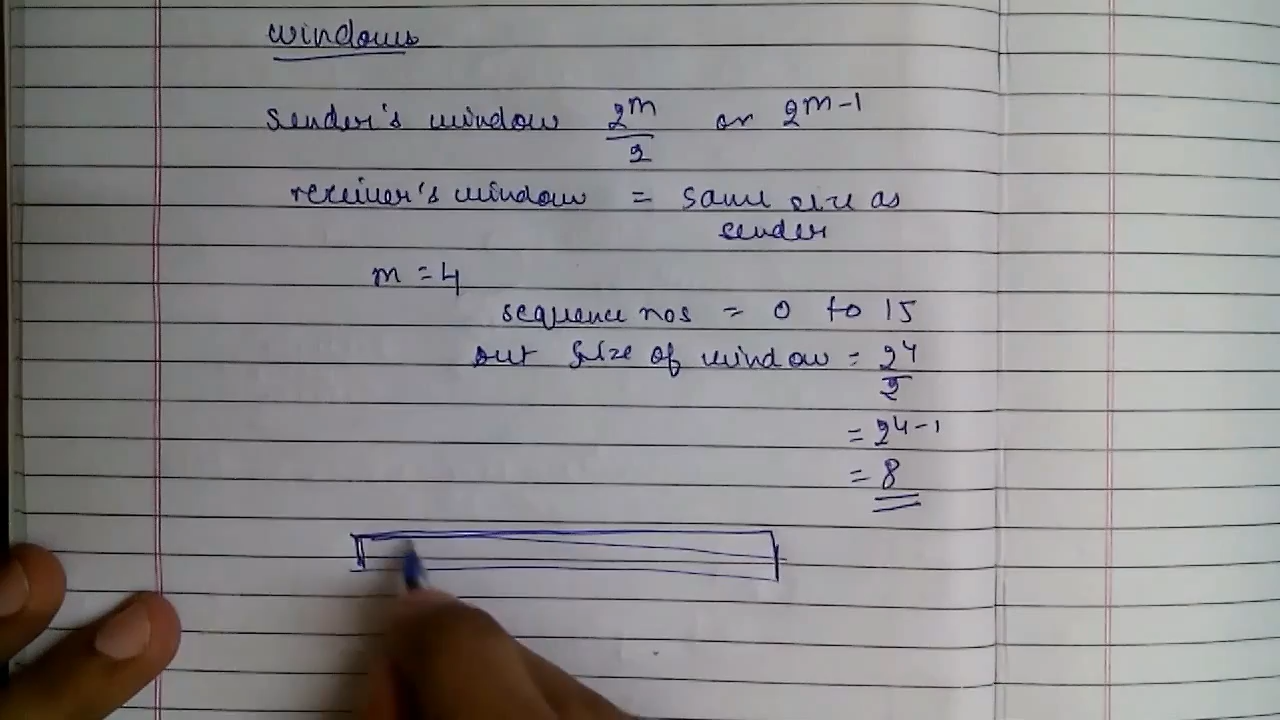 windows
Sender's window 2^m/2 or 2^m-1
receiver's window = same size as
sender
m = 4
sequence nos = 0 to 15
but size of window = 2^4/2
= 2^4-1
= 8